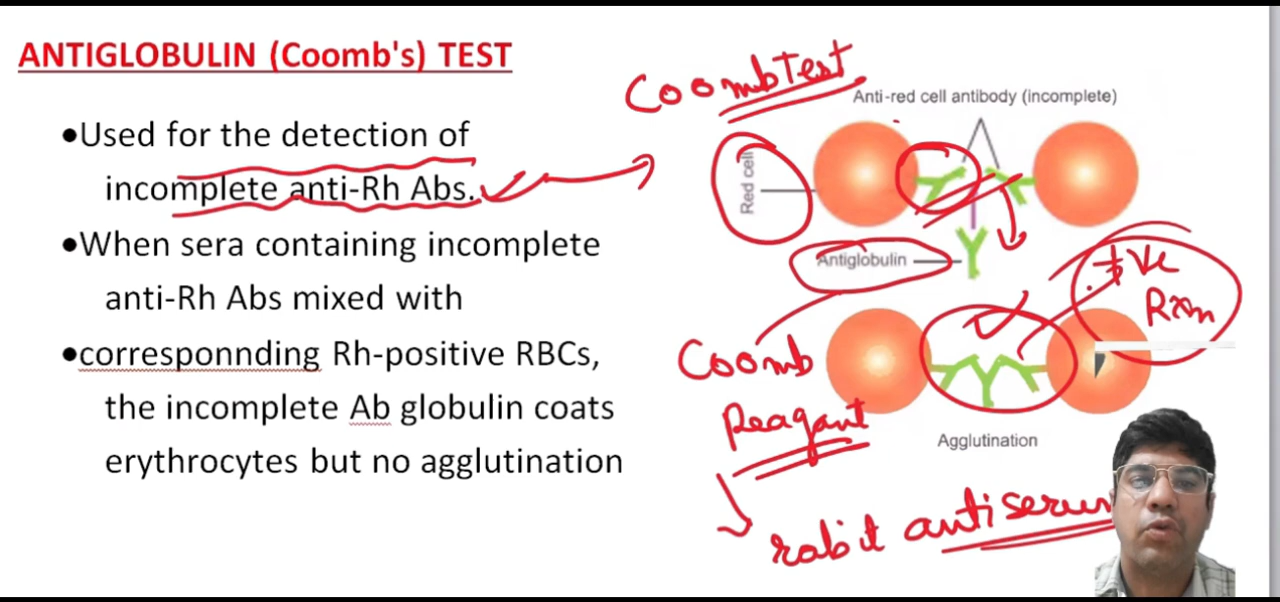 ANTIGLOBULIN (Coomb's) TEST
•Used for the detection of
incomplete anti-Rh Abs.
•When sera containing incomplete
anti-Rh Abs mixed with
•corresponnding Rh-positive RBCs,
the incomplete Ab globulin coats
erythrocytes but no agglutination
Coomb Test
Anti-red cell antibody (incomplete)
Red cell
Antiglobulin
+ve
Rxn
Coomb
Reagant
Agglutination
rabit antiserum